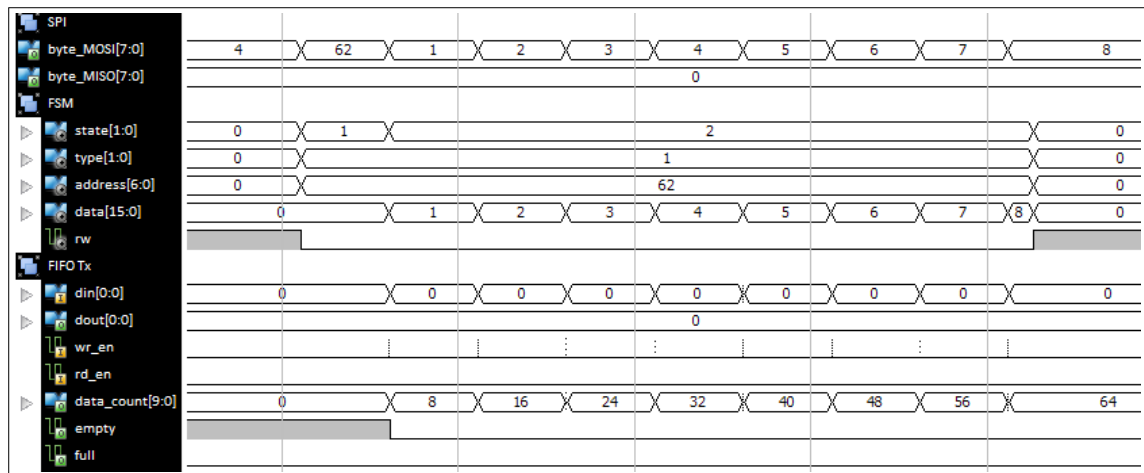 SPI
byte_MOSI[7:0] 4 62 1 2 3 4 5 6 7 8
byte_MISO[7:0] 0
FSM
state[1:0] 0 1 2 0
type[1:0] 0 1 0
address[6:0] 0 62 0
data[15:0] 0 1 2 3 4 5 6 7 8 0
rw
FIFO Tx
din[0:0] 0 0 0 0 0 0 0 0 0
dout[0:0] 0
wr_en
rd_en
data_count[9:0] 0 8 16 24 32 40 48 56 64
empty
full